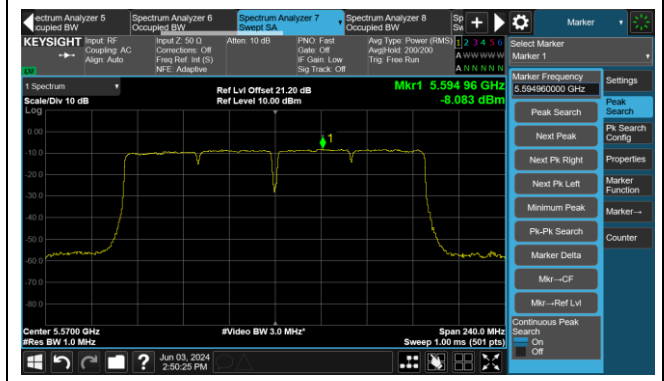 ectrum Analyzer 5
ccupied BW
Spectrum Analyzer 6
Occupied BW
Spectrum Analyzer 7
Swept SA
Spectrum Analyzer 8
Occupied BW
Sp
Sw
Marker
KEYSIGHT
Input: RF
Coupling: AC
Align: Auto
Input Z: 50 Ω
Corrections: Off
Freq Ref: Int (S)
NFE: Adaptive
Atten: 10 dB
PNO: Fast
Gate: Off
IF Gain: Low
Sig Track: Off
Avg Type: Power (RMS)
Avg|Hold: 200/200
Trig: Free Run
1 2 3 4 5 6
A W W W W W
A N N N N N
Select Marker
Marker 1
1 Spectrum
Scale/Div 10 dB
Log
Ref Lvl Offset 21.20 dB
Ref Level 10.00 dBm
Mkr1 5.594 96 GHz
-8.083 dBm
0.00
-10.0
-20.0
-30.0
-40.0
-50.0
-60.0
-70.0
-80.0
1
Center 5.5700 GHz
#Res BW 1.0 MHz
#Video BW 3.0 MHz*
Span 240.0 MHz
Sweep 1.00 ms (501 pts)
Marker Frequency
5.594960000 GHz
Peak Search
Next Peak
Next Pk Right
Next Pk Left
Minimum Peak
Pk-Pk Search
Marker Delta
Mkr→CF
Mkr→Ref Lvl
Continuous Peak
Search
On
Off
Settings
Peak
Search
Pk Search
Config
Properties
Marker
Function
Marker→
Counter
?
Jun 03, 2024
2:50:25 PM